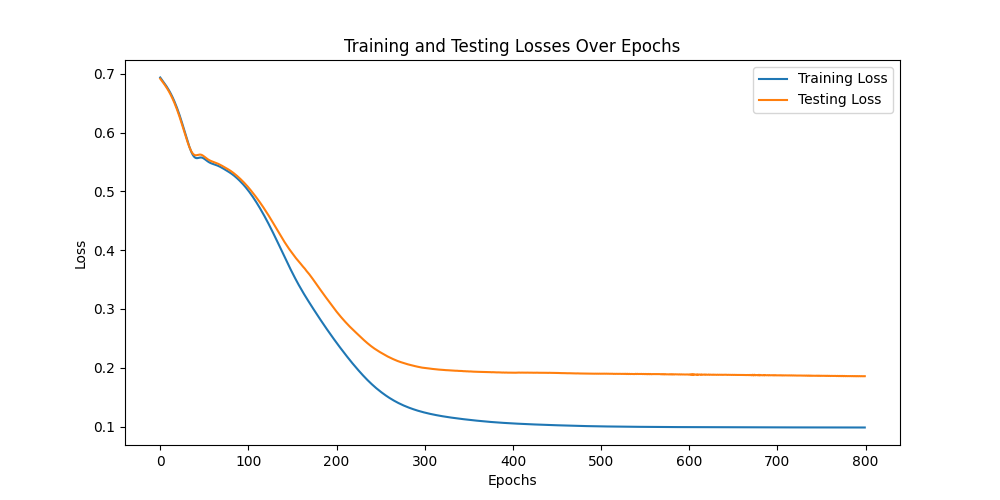 Training and Testing Losses Over Epochs
Training Loss
Testing Loss
0.7
0.6
0.5
0.4
0.3
0.2
0.1
Loss
0 100 200 300 400 500 600 700 800
Epochs